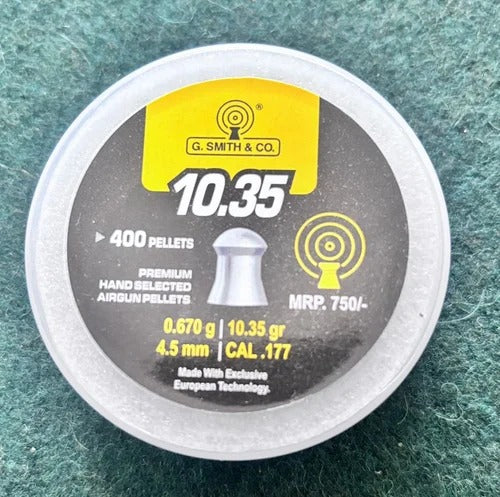 ®
G. SMITH & CO.
10.35
400 PELLETS
PREMIUM
HAND SELECTED
AIRGUN PELLETS
MRP. 750/-
0.670 g | 10.35 gr
4.5 mm | CAL .177
Made With Exclusive
European Technology.